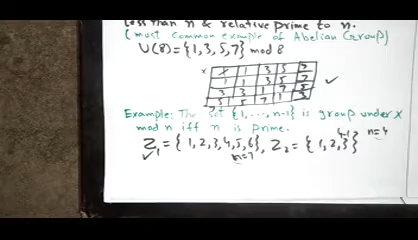 less than n & relative prime to n.
(most common example of Abelian Group)
U(8) = {1, 3, 5, 7} mod 8
× × 1 3 5 7
1 1 3 5 7
3 3 1 7 5
5 5 7 1 3
7
Example: The set {1, ..., n-1} is group under ×
mod n iff n is prime.
Z₁ = { 1, 2, 3, 4, 5, 6}, Z₂ = { 1, 2, 3} 4-1 n=4
n=7